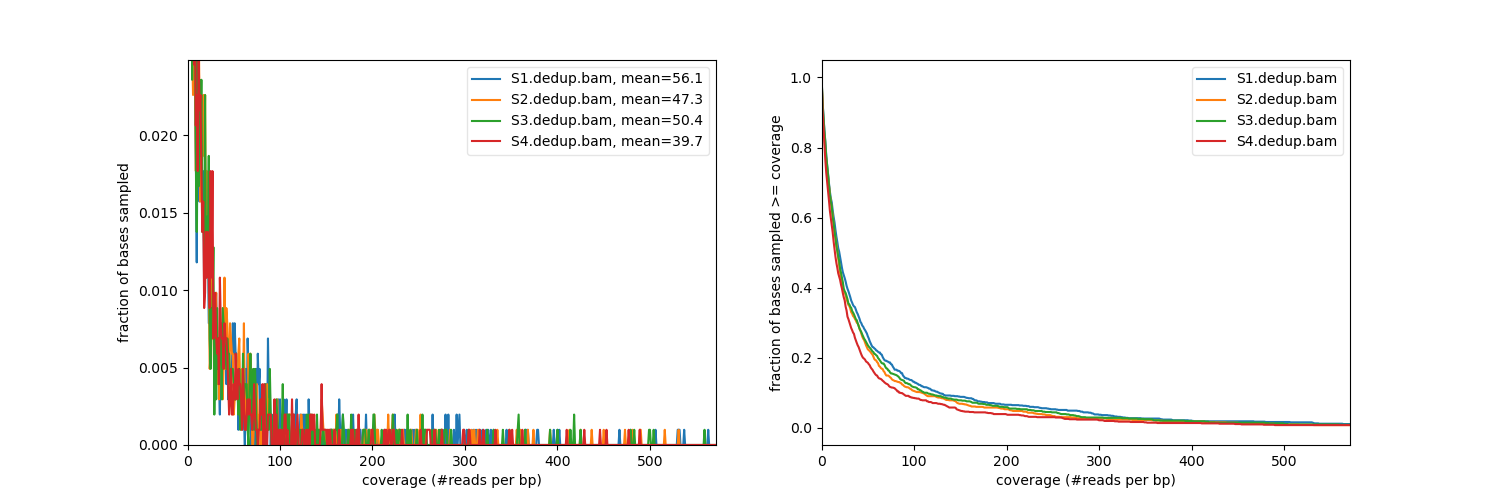 S1.dedup.bam, mean=56.1
S2.dedup.bam, mean=47.3
S3.dedup.bam, mean=50.4
S4.dedup.bam, mean=39.7
fraction of bases sampled
0.020
0.015
0.010
0.005
0.000
0 100 200 300 400 500
coverage (#reads per bp)
S1.dedup.bam
S2.dedup.bam
S3.dedup.bam
S4.dedup.bam
fraction of bases sampled >= coverage
1.0
0.8
0.6
0.4
0.2
0.0
0 100 200 300 400 500
coverage (#reads per bp)